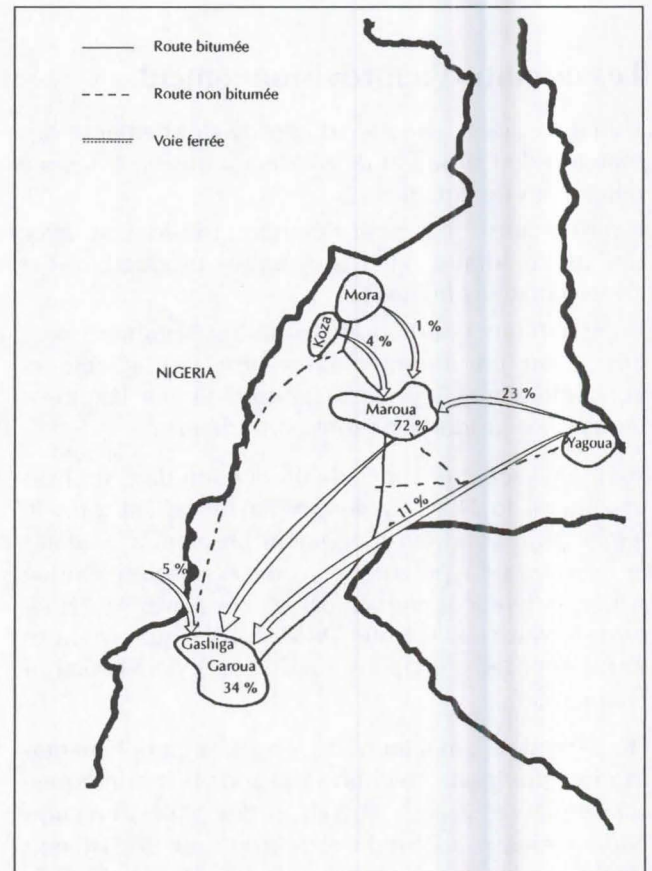 Route bitumée
Route non bitumée
Voie ferrée
Mora
Koza
4 %
1 %
NIGERIA
23 %
Maroua
72 %
Yagoua
11 %
5 %
Gashiga
Garoua
34 %